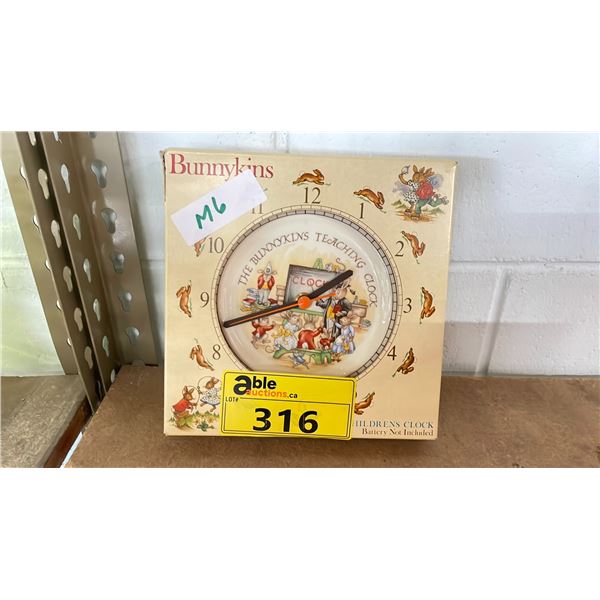 Bunnykins
M6
12
1
2
3
4
8
9
10
11
THE BUNNYKINS TEACHING CLOCK
CLOCK
able
auctions.ca
LOT#
316
HILDRENS CLOCK
Battery Not Included